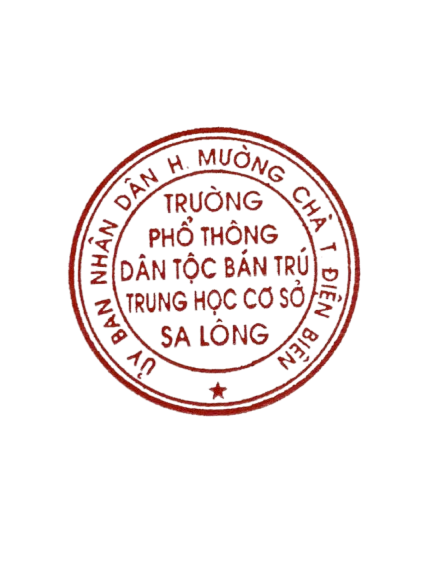 ỦY BAN NHÂN DÂN H. MƯỜNG CHÀ T ĐIỆN BIÊN
TRƯỜNG
PHỔ THÔNG
DÂN TỘC BÁN TRÚ
TRUNG HỌC CƠ SỞ
SA LÔNG